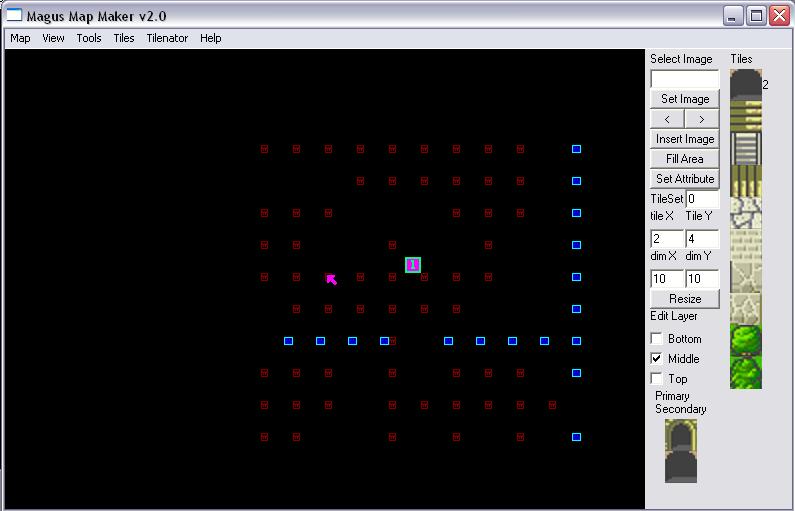 Magus Map Maker v2.0
Map View Tools Tiles Tilenator Help
Select Image Tiles
2
Set Image
< >
Insert Image
Fill Area
Set Attribute
TileSet 0
tile X Tile Y
2 4
dim X dim Y
10 10
Resize
Edit Layer
Bottom
Middle
Top
Primary
Secondary
1